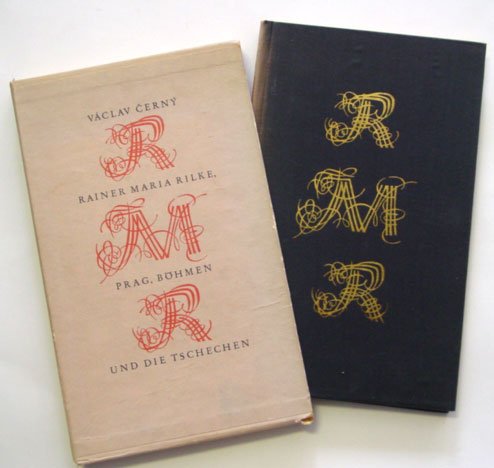 VÁCLAV ČERNÝ
R
RAINER MARIA RILKE,
M
PRAG, BÖHMEN
R
UND DIE TSCHECHEN
R
M
R